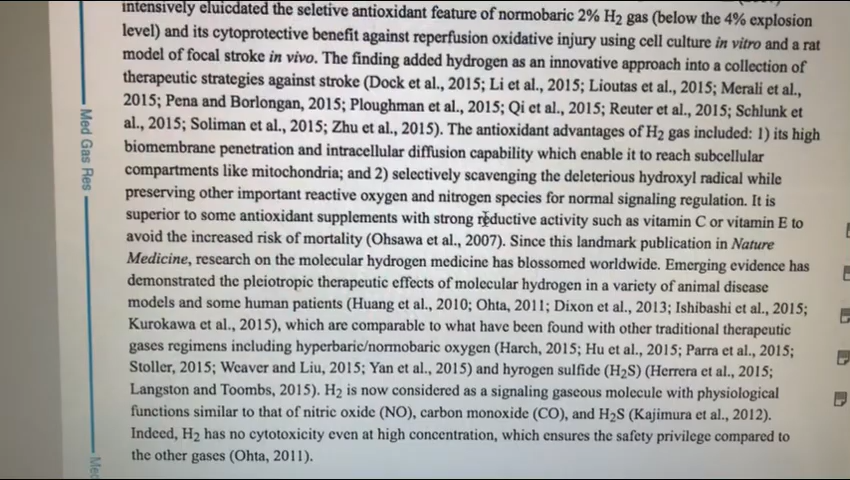 intensively eluicdated the seletive antioxidant feature of normobaric 2% H2 gas (below the 4% explosion
level) and its cytoprotective benefit against reperfusion oxidative injury using cell culture in vitro and a rat
model of focal stroke in vivo. The finding added hydrogen as an innovative approach into a collection of
therapeutic strategies against stroke (Dock et al., 2015; Li et al., 2015; Lioutas et al., 2015; Merali et al.,
2015; Pena and Borlongan, 2015; Ploughman et al., 2015; Qi et al., 2015; Reuter et al., 2015; Schlunk et
al., 2015; Soliman et al., 2015; Zhu et al., 2015). The antioxidant advantages of H2 gas included: 1) its high
biomembrane penetration and intracellular diffusion capability which enable it to reach subcellular
compartments like mitochondria; and 2) selectively scavenging the deleterious hydroxyl radical while
preserving other important reactive oxygen and nitrogen species for normal signaling regulation. It is
superior to some antioxidant supplements with strong reductive activity such as vitamin C or vitamin E to
avoid the increased risk of mortality (Ohsawa et al., 2007). Since this landmark publication in Nature
Medicine, research on the molecular hydrogen medicine has blossomed worldwide. Emerging evidence has
demonstrated the pleiotropic therapeutic effects of molecular hydrogen in a variety of animal disease
models and some human patients (Huang et al., 2010; Ohta, 2011; Dixon et al., 2013; Ishibashi et al., 2015;
Kurokawa et al., 2015), which are comparable to what have been found with other traditional therapeutic
gases regimens including hyperbaric/normobaric oxygen (Harch, 2015; Hu et al., 2015; Parra et al., 2015;
Stoller, 2015; Weaver and Liu, 2015; Yan et al., 2015) and hyrogen sulfide (H2S) (Herrera et al., 2015;
Langston and Toombs, 2015). H2 is now considered as a signaling gaseous molecule with physiological
functions similar to that of nitric oxide (NO), carbon monoxide (CO), and H2S (Kajimura et al., 2012).
Indeed, H2 has no cytotoxicity even at high concentration, which ensures the safety privilege compared to
the other gases (Ohta, 2011).
Med Gas Res
Med